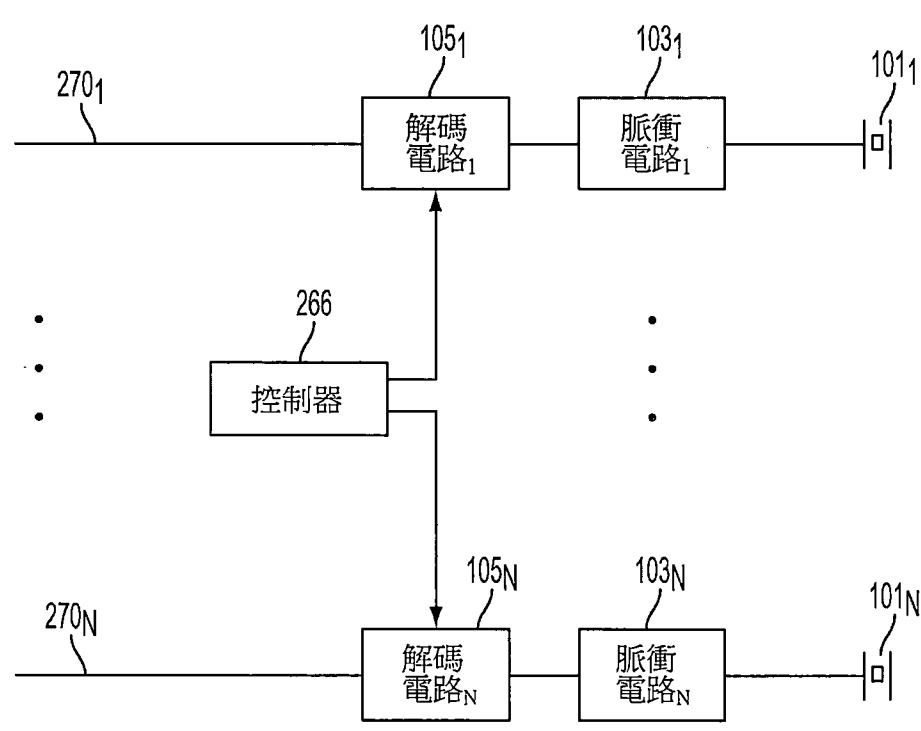 105₁
103₁
101₁
270₁
解碼
電路₁
脈衝
電路₁
266
控制器
105N
103N
101N
270N
解碼
電路N
脈衝
電路N